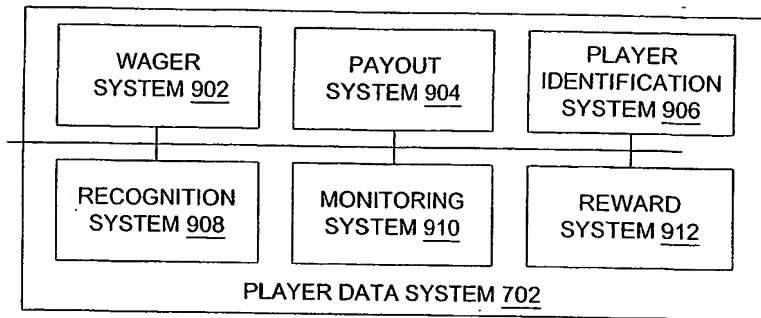 WAGER
SYSTEM 902
PAYOUT
SYSTEM 904
PLAYER
IDENTIFICATION
SYSTEM 906
RECOGNITION
SYSTEM 908
MONITORING
SYSTEM 910
REWARD
SYSTEM 912
PLAYER DATA SYSTEM 702